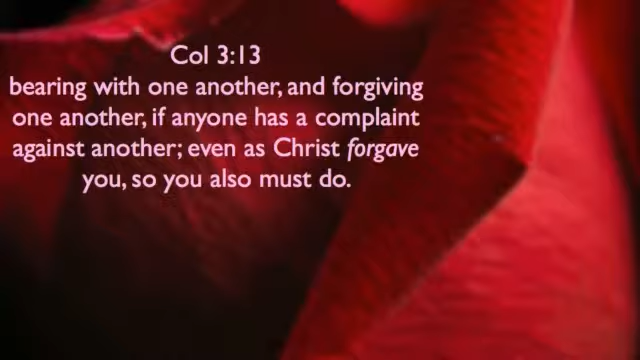 Col 3:13
bearing with one another, and forgiving
one another, if anyone has a complaint
against another; even as Christ forgave
you, so you also must do.